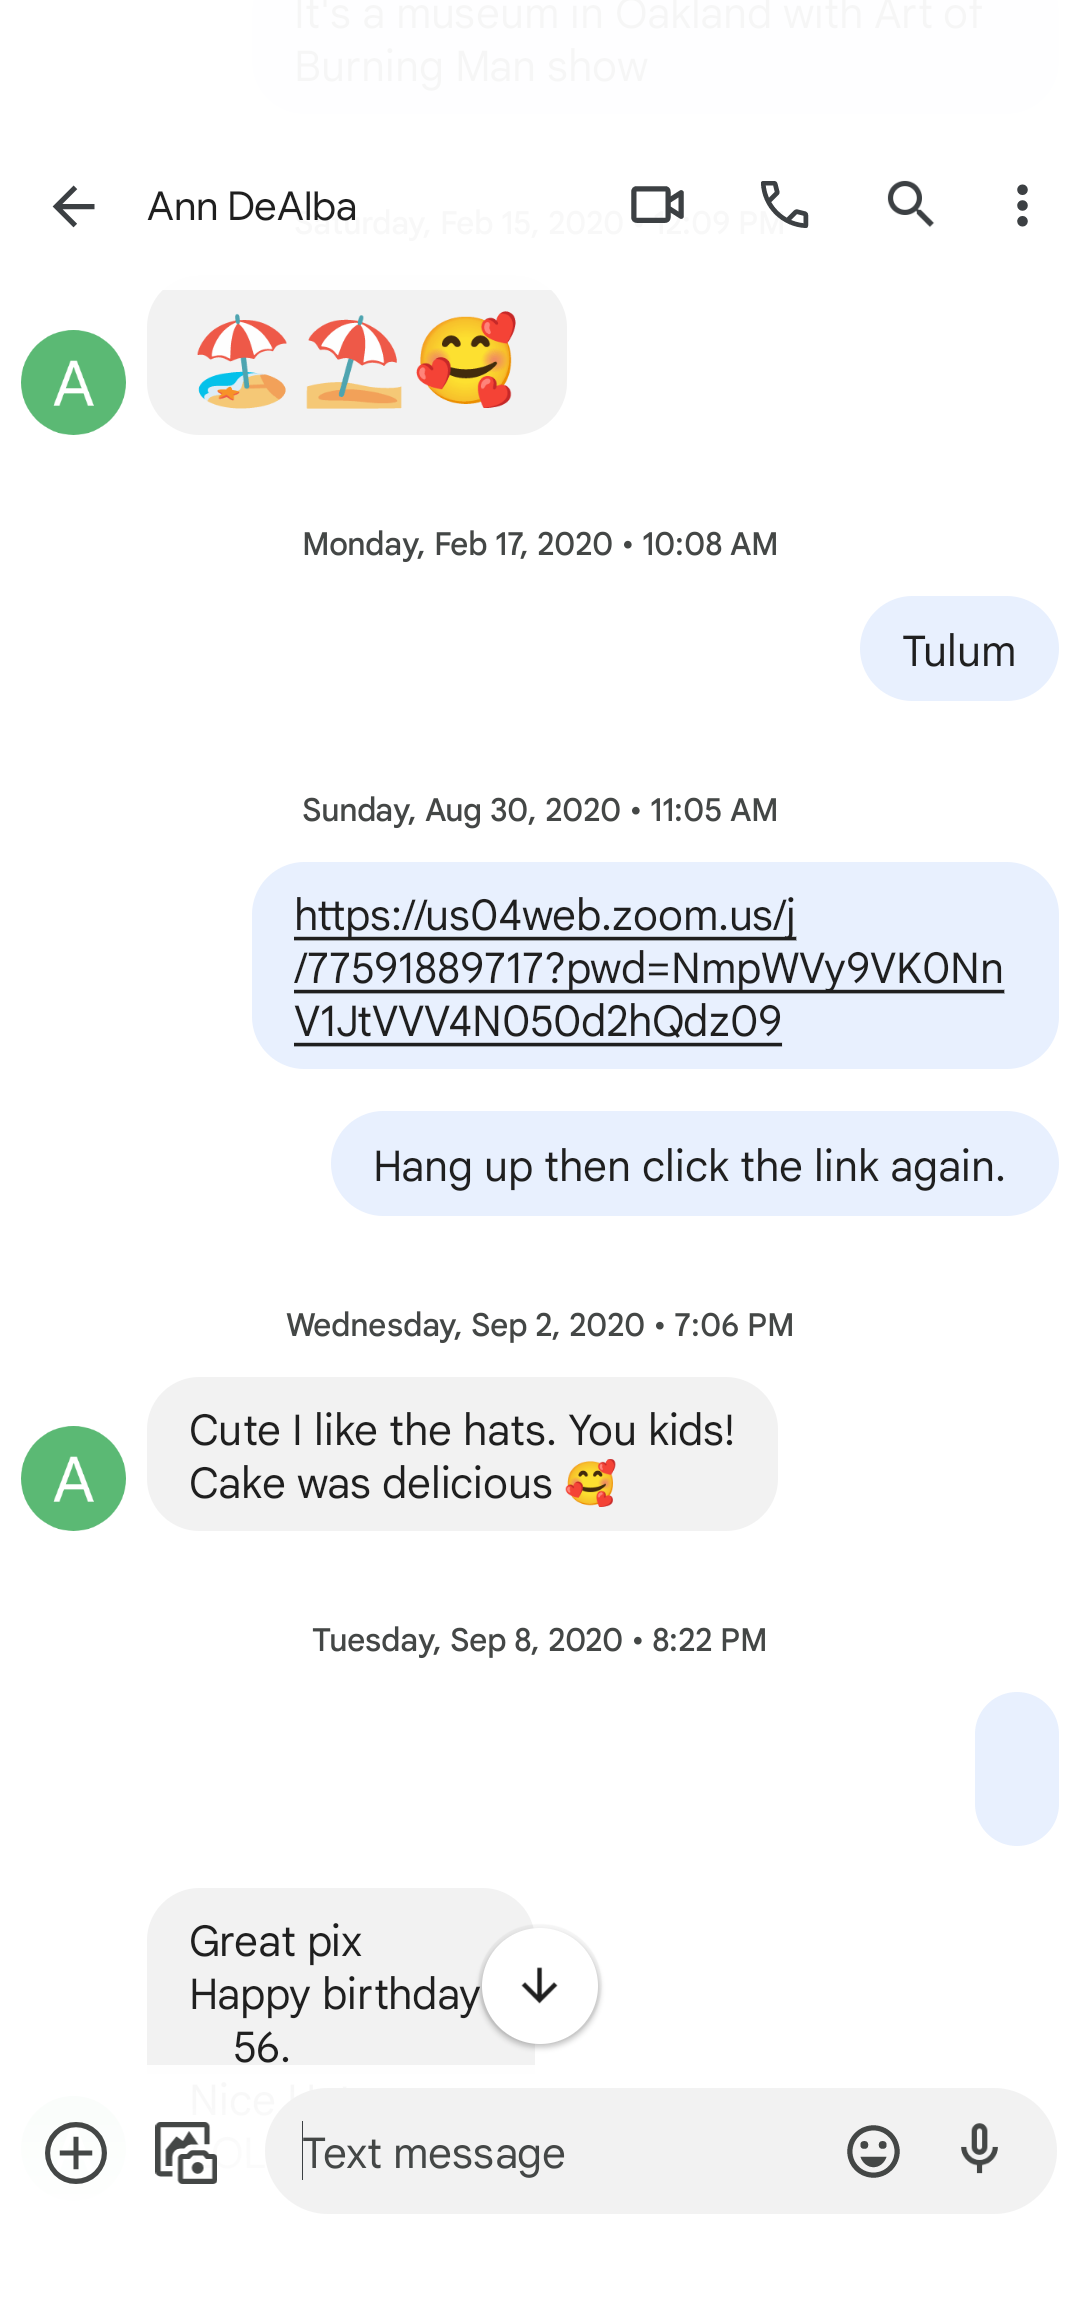 It's a museum in Oakland with Art of
Burning Man show
Ann DeAlba
Saturday, Feb 15, 2020 • 12:09 PM
A
Monday, Feb 17, 2020 • 10:08 AM
Tulum
Sunday, Aug 30, 2020 • 11:05 AM
https://us04web.zoom.us/j
/77591889717?pwd=NmpWVy9VK0Nn
V1JtVVV4N050d2hQdz09
Hang up then click the link again.
Wednesday, Sep 2, 2020 • 7:06 PM
A
Cute I like the hats. You kids!
Cake was delicious 🥰
Tuesday, Sep 8, 2020 • 8:22 PM
Great pix
Happy birthday
56.
Nice
Text message